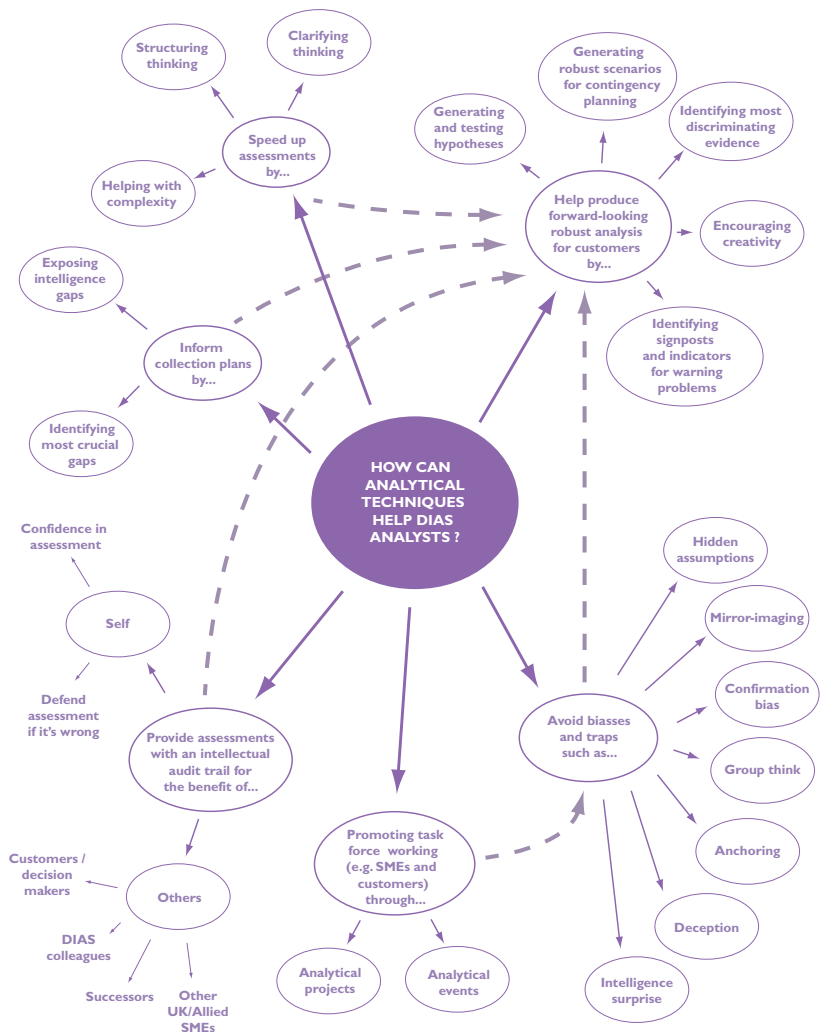 Structuring
thinking
Clarifying
thinking
Speed up
assessments
by...
Helping with
complexity
Generating
robust scenarios
for contingency
planning
Generating
and testing
hypotheses
Identifying most
discriminating
evidence
Help produce
forward-looking
robust analysis
for customers
by...
Encouraging
creativity
Identifying
signposts
and indicators
for warning
problems
Exposing
intelligence
gaps
Inform
collection plans
by...
Identifying
most crucial
gaps
HOW CAN
ANALYTICAL
TECHNIQUES
HELP DIAS
ANALYSTS ?
Confidence in
assessment
Self
Defend
assessment
if it's wrong
Provide assessments
with an intellectual
audit trail for
the benefit of...
Customers /
decision
makers
Others
DIAS
colleagues
Successors
Other
UK/Allied
SMEs
Promoting task
force working
(e.g. SMEs and
customers)
through...
Analytical
projects
Analytical
events
Avoid biasses
and traps
such as...
Hidden
assumptions
Mirror-imaging
Confirmation
bias
Group think
Anchoring
Deception
Intelligence
surprise